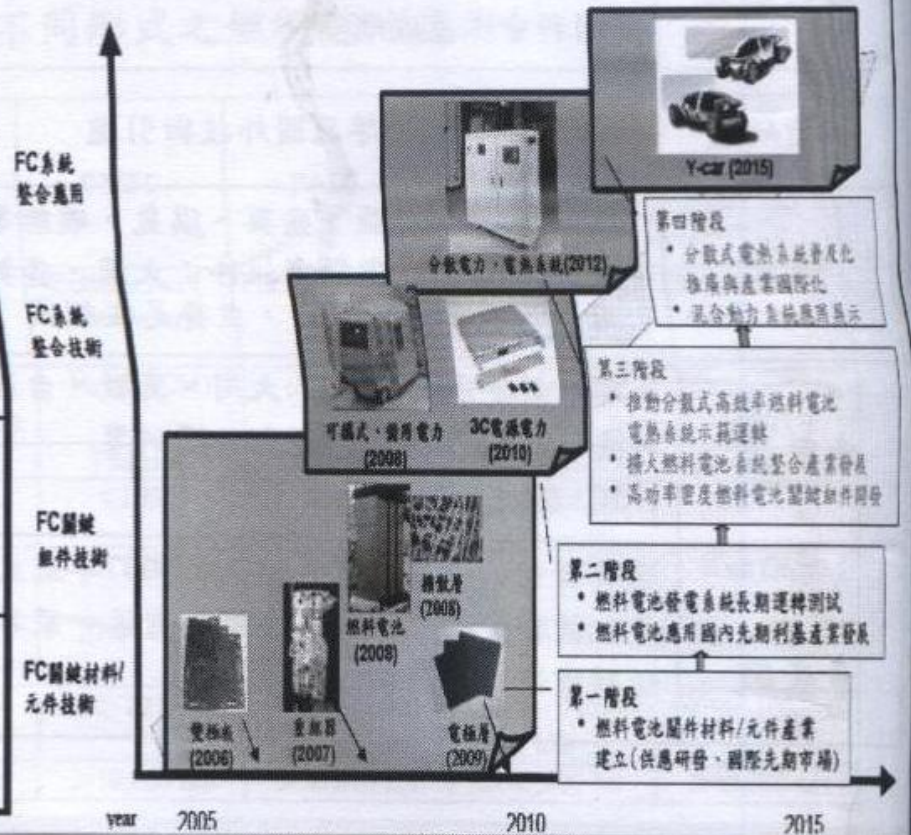 FC系統
整合應用
FC系統
整合技術
FC關鍵
組件技術
FC關鍵材料/
元件技術
Y-car (2015)
分散電力、電熱系統(2012)
可攜式、備用電力
(2008)
3C電源電力
(2010)
擴散層
(2008)
燃料電池
(2008)
雙極板
(2006)
重組器
(2007)
電極層
(2009)
第四階段
• 分散式電熱系統普及化
推廣與產業國際化
• 混合動力系統應用展示
第三階段
• 推動分散式高效率燃料電池
電熱系統示範運轉
• 擴大燃料電池系統整合產業發展
• 高功率密度燃料電池關鍵組件開發
第二階段
• 燃料電池發電系統長期運轉測試
• 燃料電池應用國內先期利基產業發展
第一階段
• 燃料電池關件材料/元件產業
建立(供應研發、國際先期市場)
year 2005 2010 2015